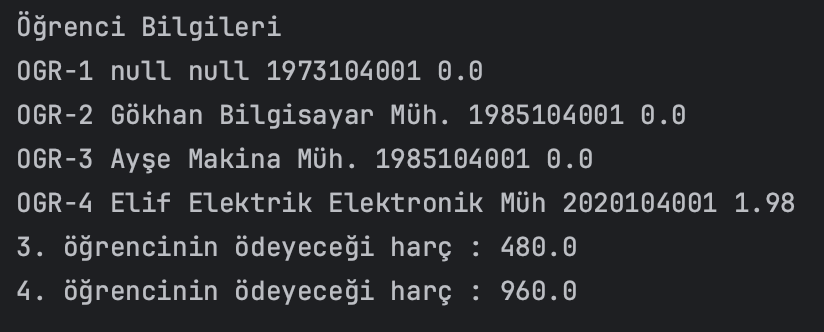 Öğrenci Bilgileri
OGR-1 null null 1973104001 0.0
OGR-2 Gökhan Bilgisayar Müh. 1985104001 0.0
OGR-3 Ayşe Makina Müh. 1985104001 0.0
OGR-4 Elif Elektrik Elektronik Müh 2020104001 1.98
3. öğrencinin ödeyeceği harç : 480.0
4. öğrencinin ödeyeceği harç : 960.0